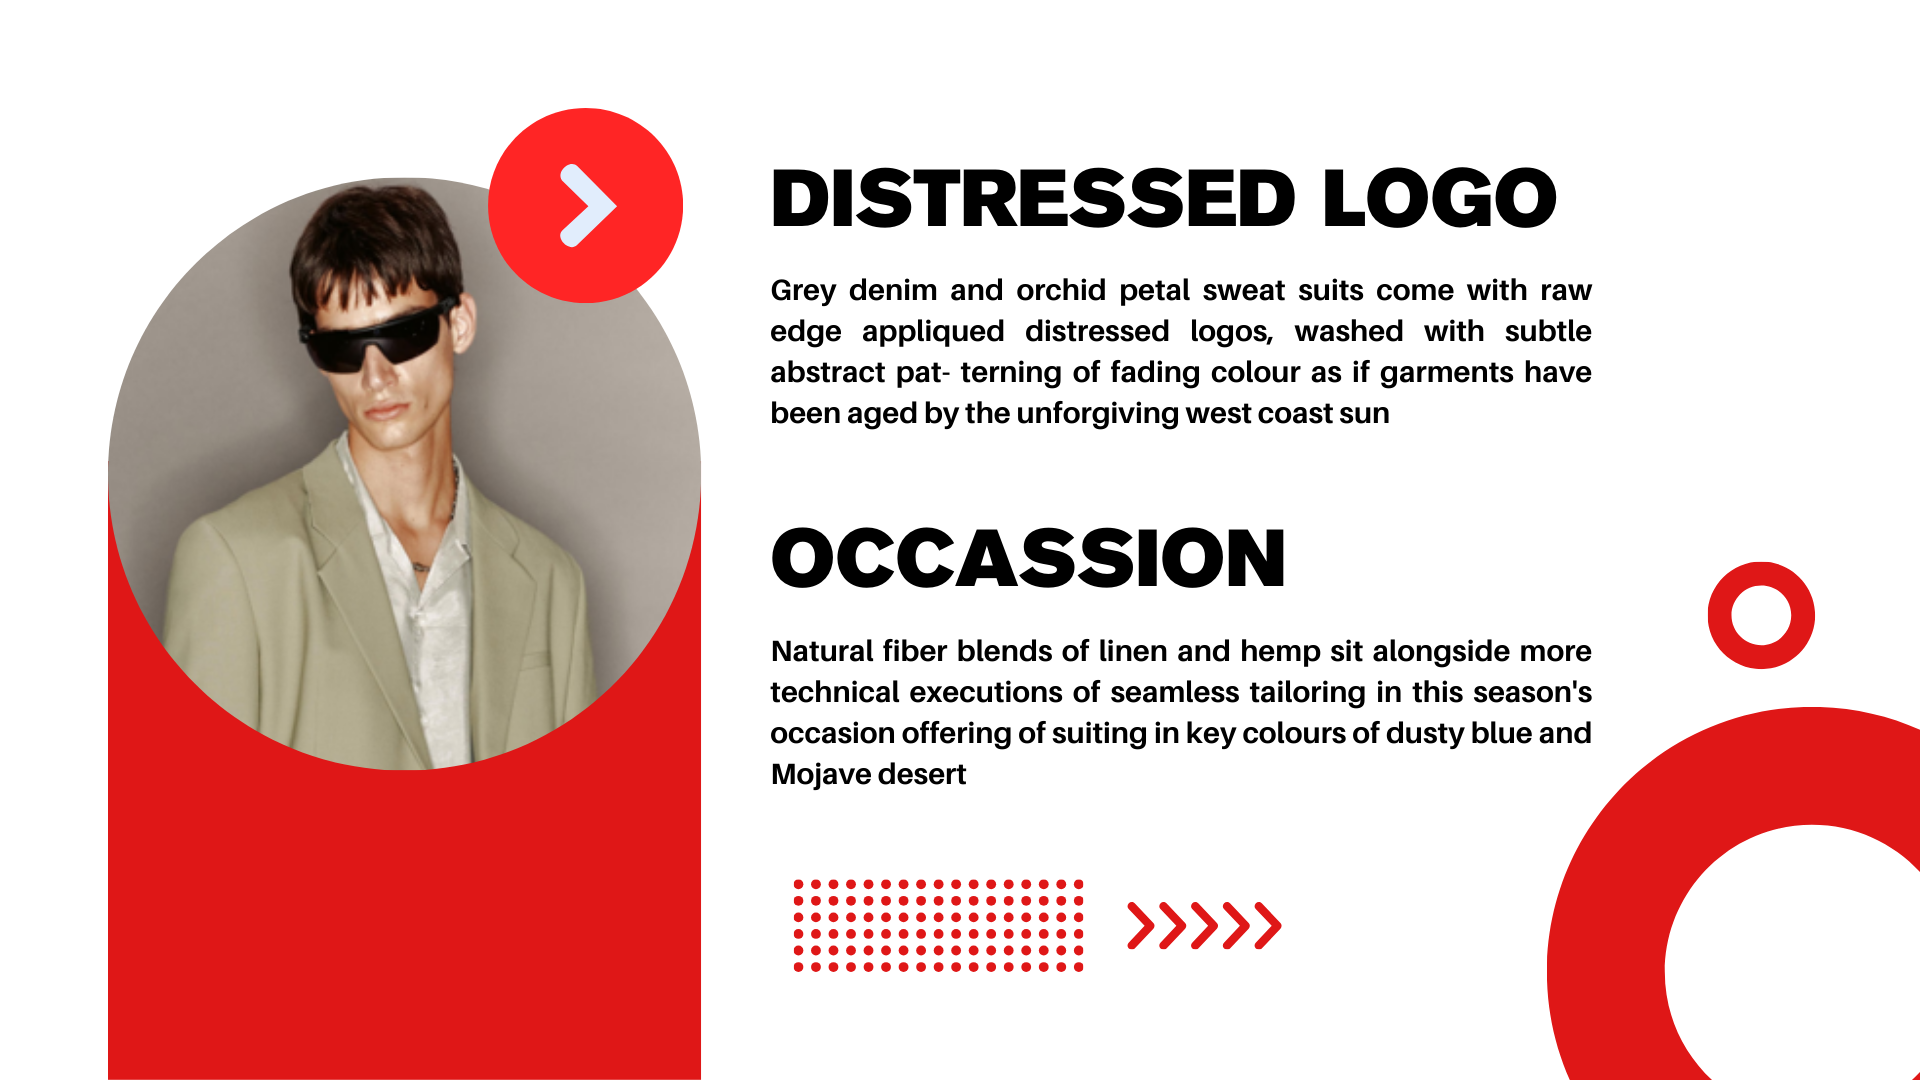 DISTRESSED LOGO
Grey denim and orchid petal sweat suits come with raw
edge appliqued distressed logos, washed with subtle
abstract pat- terning of fading colour as if garments have
been aged by the unforgiving west coast sun
OCCASSION
Natural fiber blends of linen and hemp sit alongside more
technical executions of seamless tailoring in this season's
occasion offering of suiting in key colours of dusty blue and
Mojave desert